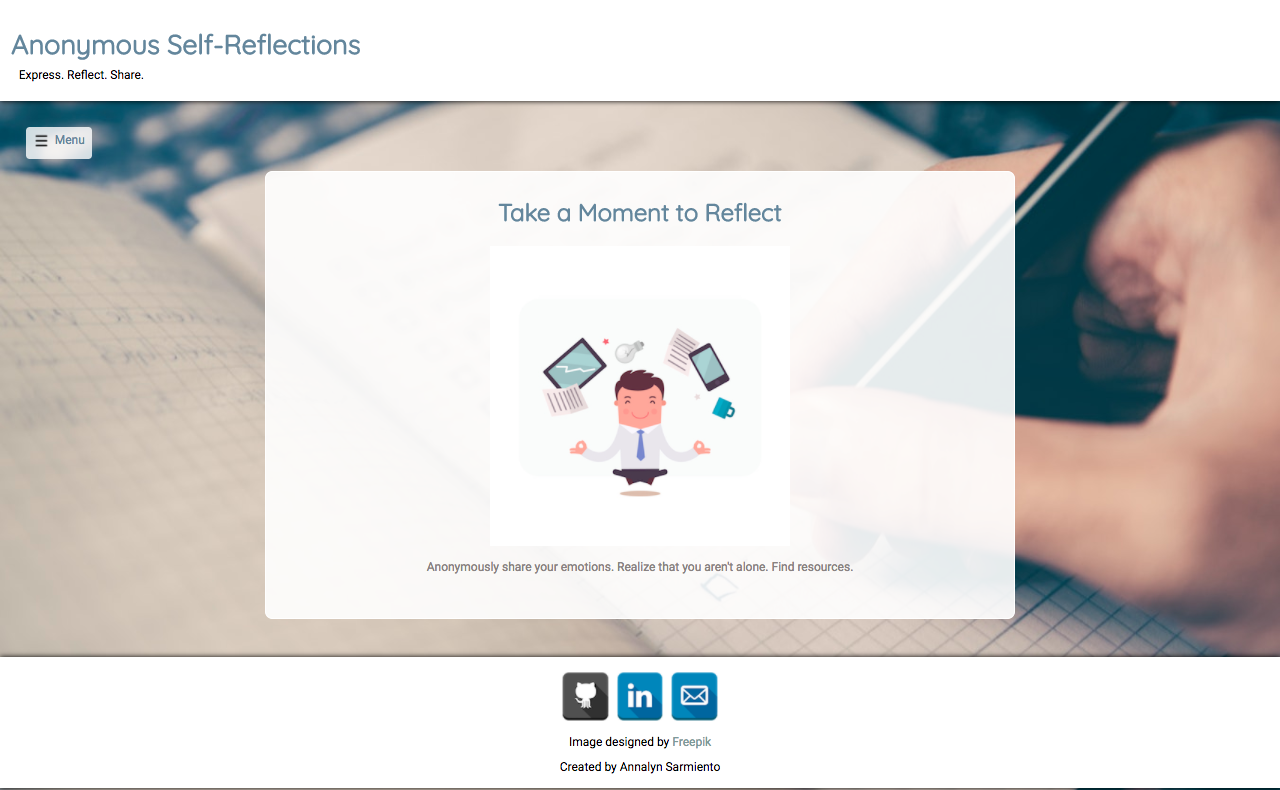 Anonymous Self-Reflections
Express. Reflect. Share.
☰ Menu
Take a Moment to Reflect
Anonymously share your emotions. Realize that you aren't alone. Find resources.
in
Image designed by Freepik
Created by Annalyn Sarmiento